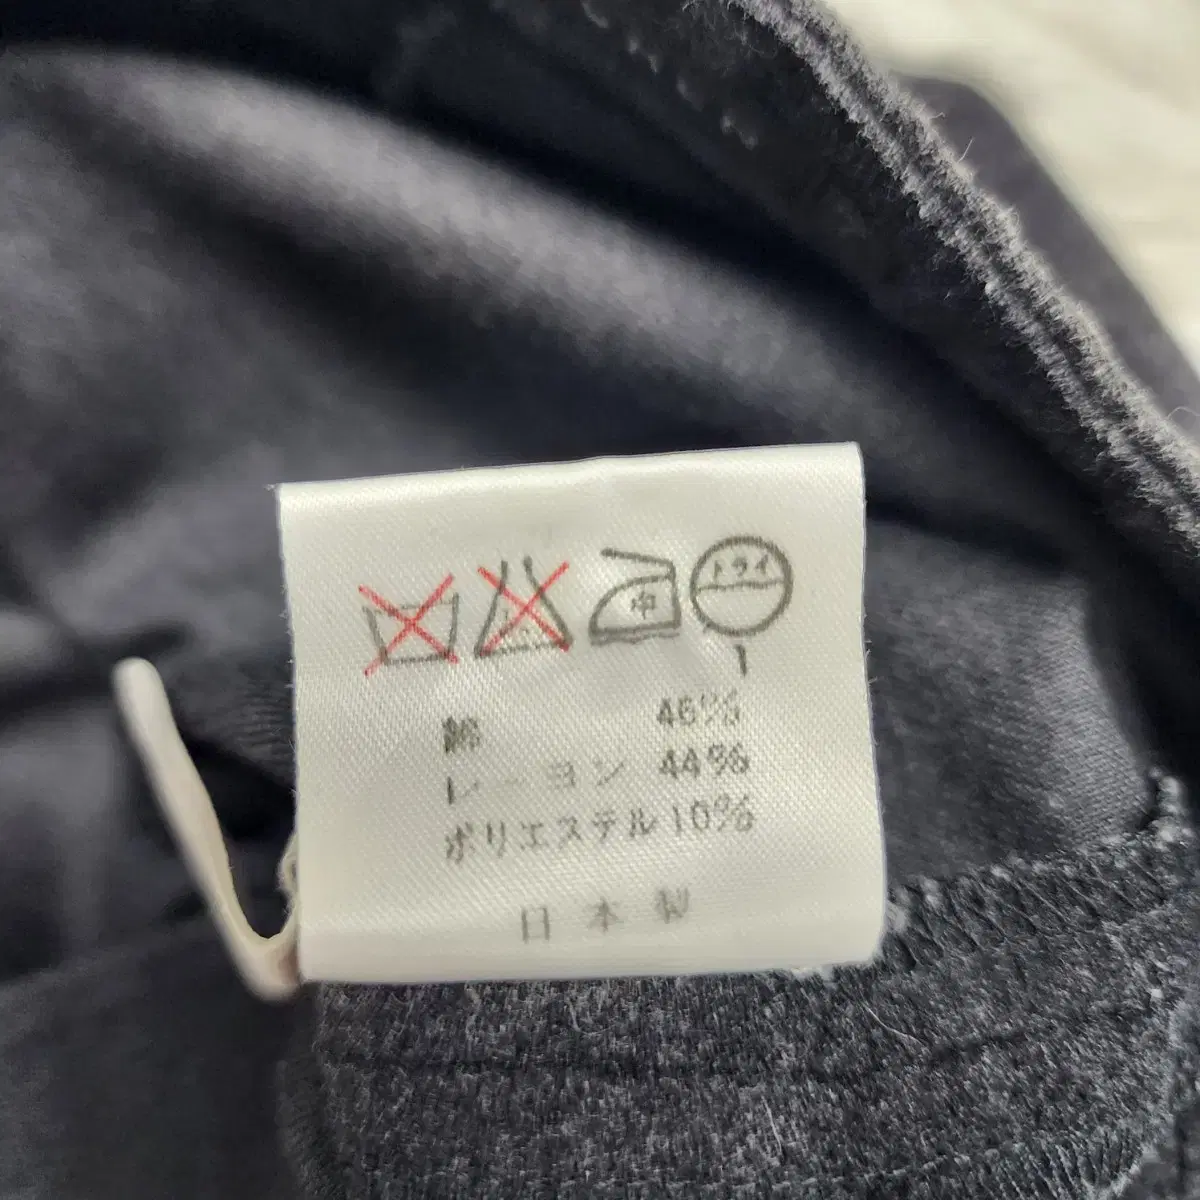 中 ドライ
綿 46%
レーヨン 44%
ポリエステル 10%
日本製